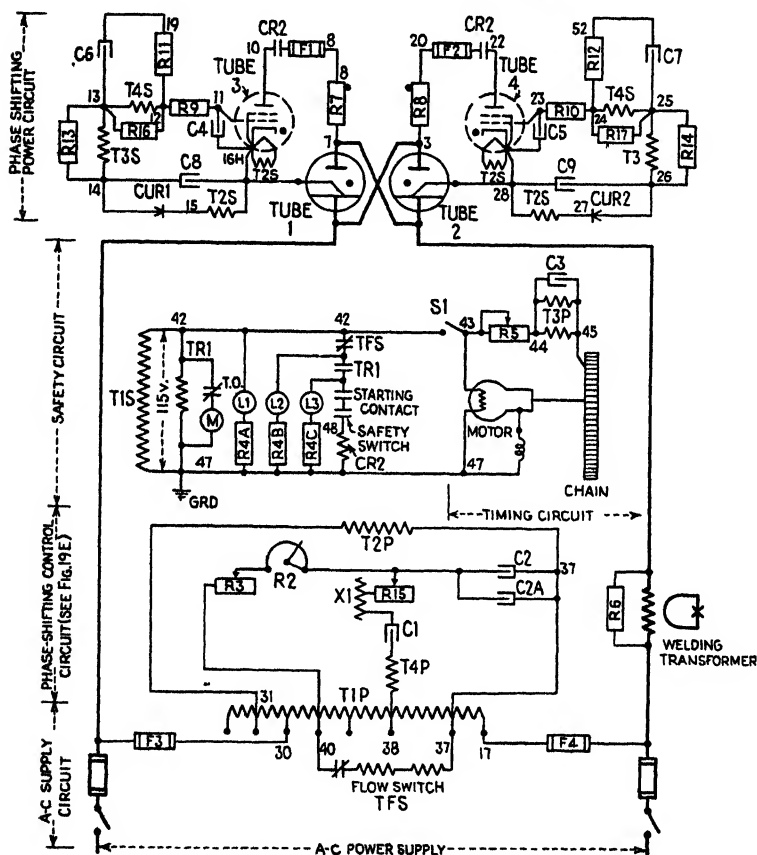 PHASE SHIFTING
POWER CIRCUIT
19
C6
R11
13
T4S
12
R9
11
R16
R13
T3S
14
C8
CUR1
15
T2S
C4
16H
T2S
TUBE
3
10
CR2
F1
8
8
R7
7
TUBE
1
20
F2
CR2
22
R8
3
TUBE
4
23
R10
C5
T2S
28
TUBE
2
52
R12
C7
T4S
24
R17
25
T3
R14
C9
26
T2S
27
CUR2
SAFETY CIRCUIT
T1S
115V.
42
TR1
T.O.
M
47
GRD
L1
R4A
L2
R4B
L3
R4C
42
TFS
TR1
STARTING
CONTACT
48
SAFETY
SWITCH
CR2
S1
43
R5
44
C3
T3P
45
MOTOR
47
CHAIN
TIMING CIRCUIT
PHASE-SHIFTING CONTROL
CIRCUIT (SEE FIG.19E)
T2P
R3
R2
X1
R15
C1
T4P
C2
C2A
37
R6
WELDING
TRANSFORMER
31
T1P
30
40
38
37
17
F3
F4
FLOW SWITCH
TFS
A-C SUPPLY
CIRCUIT
A-C POWER SUPPLY